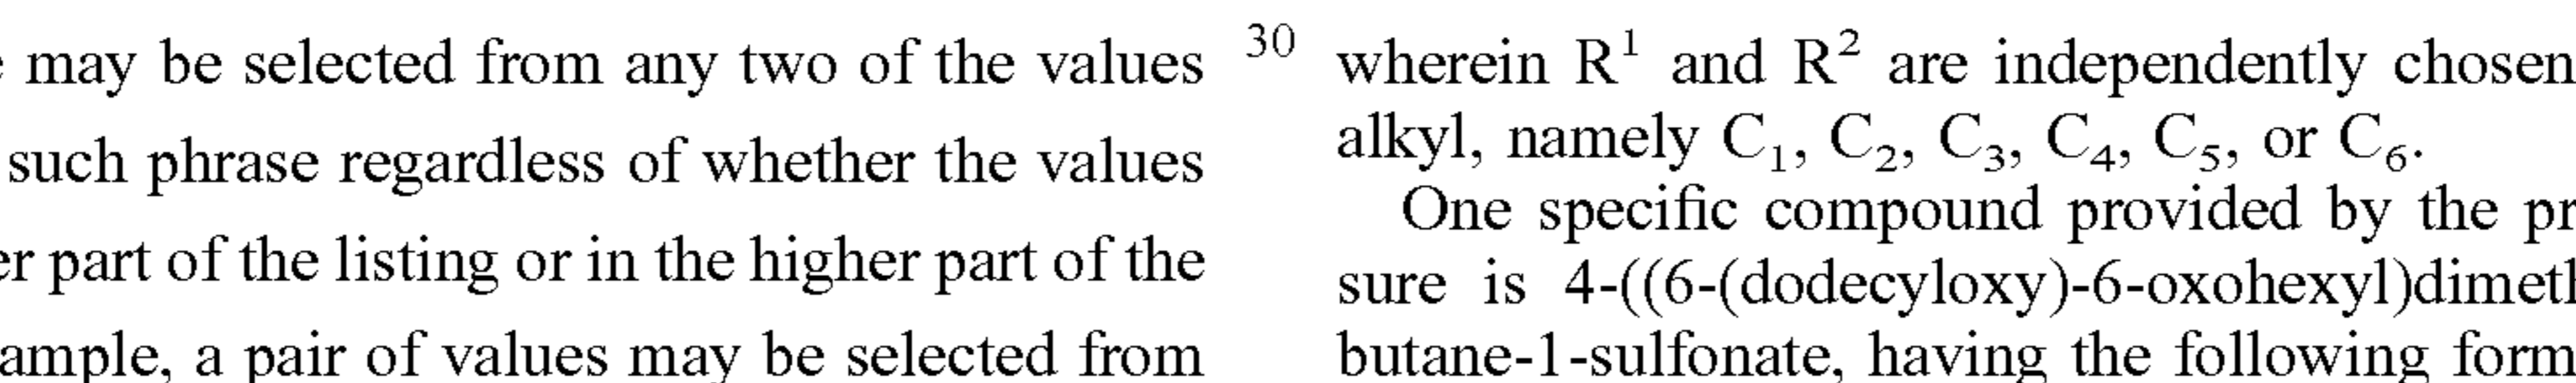 may be selected from any two of the values
such phrase regardless of whether the values
er part of the listing or in the higher part of the
ample, a pair of values may be selected from
30
wherein R¹ and R² are independently chosen
alkyl, namely C₁, C₂, C₃, C₄, C₅, or C₆.
One specific compound provided by the pr
sure is 4-((6-(dodecyloxy)-6-oxohexyl)dimeth
butane-1-sulfonate, having the following form